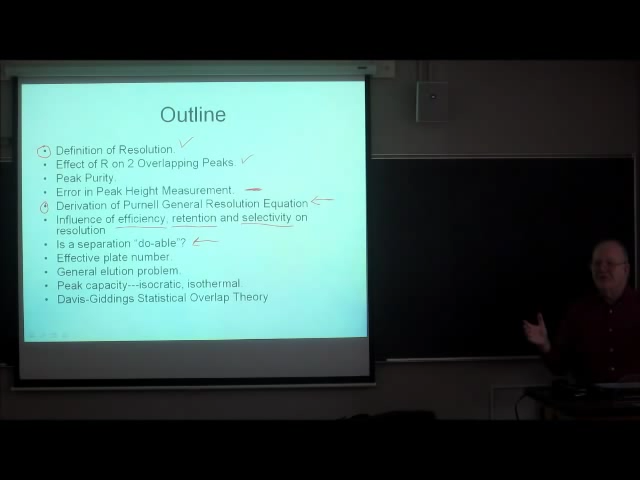 Outline
• Definition of Resolution.
• Effect of R on 2 Overlapping Peaks.
• Peak Purity.
• Error in Peak Height Measurement.
• Derivation of Purnell General Resolution Equation
• Influence of efficiency, retention and selectivity on
resolution
• Is a separation "do-able"?
• Effective plate number.
• General elution problem.
• Peak capacity---isocratic, isothermal.
• Davis-Giddings Statistical Overlap Theory